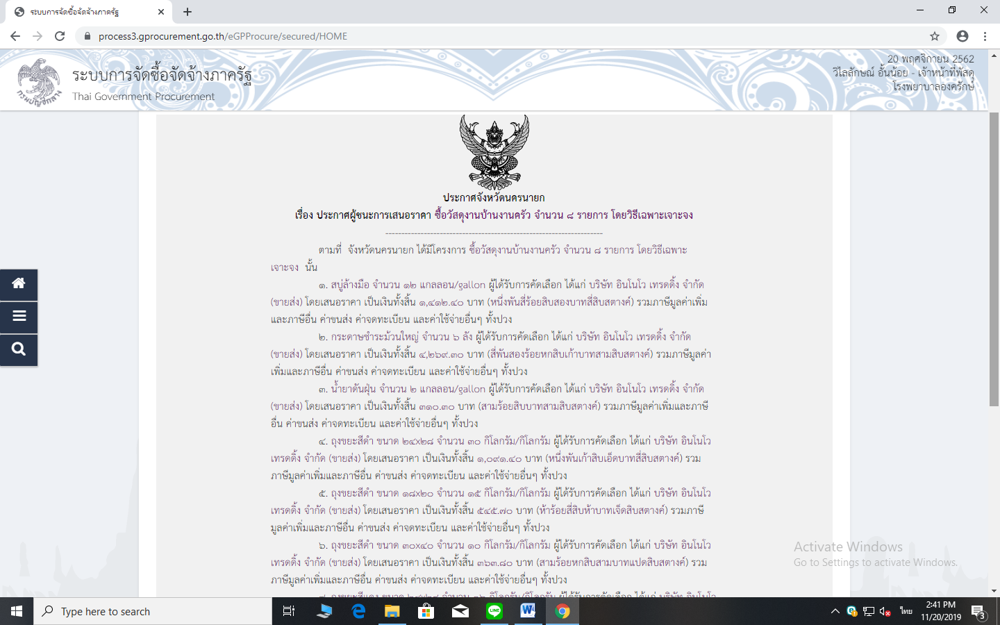 ระบบการจัดซื้อจัดจ้างภาครัฐ
process3.gprocurement.go.th/eGPProcure/secured/HOME
ระบบการจัดซื้อจัดจ้างภาครัฐ
Thai Government Procurement
กรมบัญชีกลาง
20 พฤศจิกายน 2562
วิไลลักษณ์ อั้นน้อย - เจ้าหน้าที่พัสดุ
โรงพยาบาลองครักษ์
ประกาศจังหวัดนครนายก
เรื่อง ประกาศผู้ชนะการเสนอราคา ซื้อวัสดุงานบ้านงานครัว จำนวน ๘ รายการ โดยวิธีเฉพาะเจาะจง
--------------------------------------------------------------------
ตามที่ จังหวัดนครนายก ได้มีโครงการ ซื้อวัสดุงานบ้านงานครัว จำนวน ๘ รายการ โดยวิธีเฉพาะ
เจาะจง นั้น
๑. สบู่ล้างมือ จำนวน ๑๒ แกลลอน/gallon ผู้ได้รับการคัดเลือก ได้แก่ บริษัท อินโนโว เทรดดิ้ง จำกัด
(ขายส่ง) โดยเสนอราคา เป็นเงินทั้งสิ้น ๑,๔๑๒.๔๐ บาท (หนึ่งพันสี่ร้อยสิบสองบาทสี่สิบสตางค์) รวมภาษีมูลค่าเพิ่ม
และภาษีอื่น ค่าขนส่ง ค่าจดทะเบียน และค่าใช้จ่ายอื่นๆ ทั้งปวง
๒. กระดาษชำระม้วนใหญ่ จำนวน ๖ ลัง ผู้ได้รับการคัดเลือก ได้แก่ บริษัท อินโนโว เทรดดิ้ง จำกัด
(ขายส่ง) โดยเสนอราคา เป็นเงินทั้งสิ้น ๔,๒๖๙.๓๐ บาท (สี่พันสองร้อยหกสิบเก้าบาทสามสิบสตางค์) รวมภาษีมูลค่า
เพิ่มและภาษีอื่น ค่าขนส่ง ค่าจดทะเบียน และค่าใช้จ่ายอื่นๆ ทั้งปวง
๓. น้ำยาดันฝุ่น จำนวน ๒ แกลลอน/gallon ผู้ได้รับการคัดเลือก ได้แก่ บริษัท อินโนโว เทรดดิ้ง จำกัด
(ขายส่ง) โดยเสนอราคา เป็นเงินทั้งสิ้น ๓๑๐.๓๐ บาท (สามร้อยสิบบาทสามสิบสตางค์) รวมภาษีมูลค่าเพิ่มและภาษี
อื่น ค่าขนส่ง ค่าจดทะเบียน และค่าใช้จ่ายอื่นๆ ทั้งปวง
๔. ถุงขยะสีดำ ขนาด ๒๔x๒๘ จำนวน ๓๐ กิโลกรัม/กิโลกรัม ผู้ได้รับการคัดเลือก ได้แก่ บริษัท อินโนโว
เทรดดิ้ง จำกัด (ขายส่ง) โดยเสนอราคา เป็นเงินทั้งสิ้น ๑,๐๙๑.๔๐ บาท (หนึ่งพันเก้าสิบเอ็ดบาทสี่สิบสตางค์) รวม
ภาษีมูลค่าเพิ่มและภาษีอื่น ค่าขนส่ง ค่าจดทะเบียน และค่าใช้จ่ายอื่นๆ ทั้งปวง
๕. ถุงขยะสีดำ ขนาด ๑๘x๒๐ จำนวน ๑๕ กิโลกรัม/กิโลกรัม ผู้ได้รับการคัดเลือก ได้แก่ บริษัท อินโนโว
เทรดดิ้ง จำกัด (ขายส่ง) โดยเสนอราคา เป็นเงินทั้งสิ้น ๕๔๕.๗๐ บาท (ห้าร้อยสี่สิบห้าบาทเจ็ดสิบสตางค์) รวมภาษี
มูลค่าเพิ่มและภาษีอื่น ค่าขนส่ง ค่าจดทะเบียน และค่าใช้จ่ายอื่นๆ ทั้งปวง
๖. ถุงขยะสีดำ ขนาด ๓๐x๔๐ จำนวน ๑๐ กิโลกรัม/กิโลกรัม ผู้ได้รับการคัดเลือก ได้แก่ บริษัท อินโนโว
เทรดดิ้ง จำกัด (ขายส่ง) โดยเสนอราคา เป็นเงินทั้งสิ้น ๓๖๓.๘๐ บาท (สามร้อยหกสิบสามบาทแปดสิบสตางค์) รวม
ภาษีมูลค่าเพิ่มและภาษีอื่น ค่าขนส่ง ค่าจดทะเบียน และค่าใช้จ่ายอื่นๆ ทั้งปวง
๗. ถุงขยะสีแดง ขนาด กิโลกรัม/กิโลกรัม ผู้ได้รับการคัดเลือก ได้แก่ บริษัท อินโนโว
Activate Windows
Go to Settings to activate Windows.
Type here to search
LINE
ไทย
2:41 PM
11/20/2019
3